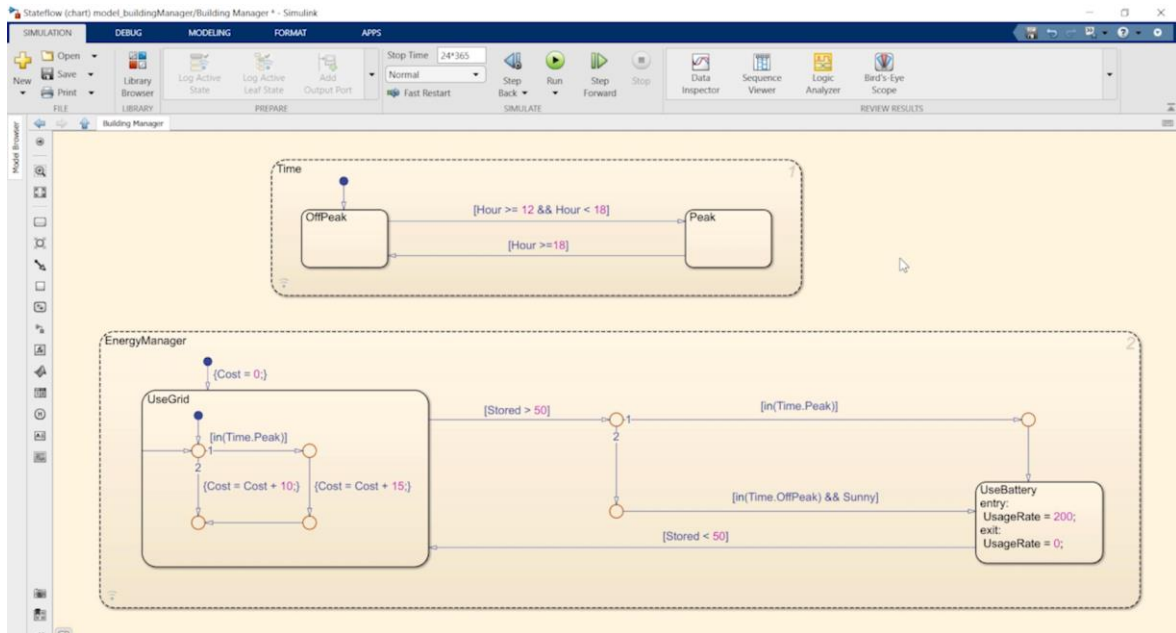 Stateflow (chart) model_buildingManager/Building Manager * - Simulink
SIMULATION DEBUG MODELING FORMAT APPS
New
Open
Save
Print
FILE
Library Browser
LIBRARY
Log Active State
Log Active Leaf State
Add Output Port
PREPARE
Stop Time 24*365
Normal
Fast Restart
Step Back
Run
Step Forward
Stop
SIMULATE
Data Inspector
Sequence Viewer
Logic Analyzer
Bird's-Eye Scope
REVIEW RESULTS
Model Browser
Building Manager
Time
1
OffPeak
[Hour >= 12 && Hour < 18]
Peak
[Hour >=18]
EnergyManager
2
{Cost = 0;}
UseGrid
[in(Time.Peak)]
1
2
{Cost = Cost + 10;}
{Cost = Cost + 15;}
[Stored > 50]
1
2
[in(Time.Peak)]
[in(Time.OffPeak) && Sunny]
[Stored < 50]
UseBattery
entry:
UsageRate = 200;
exit:
UsageRate = 0;